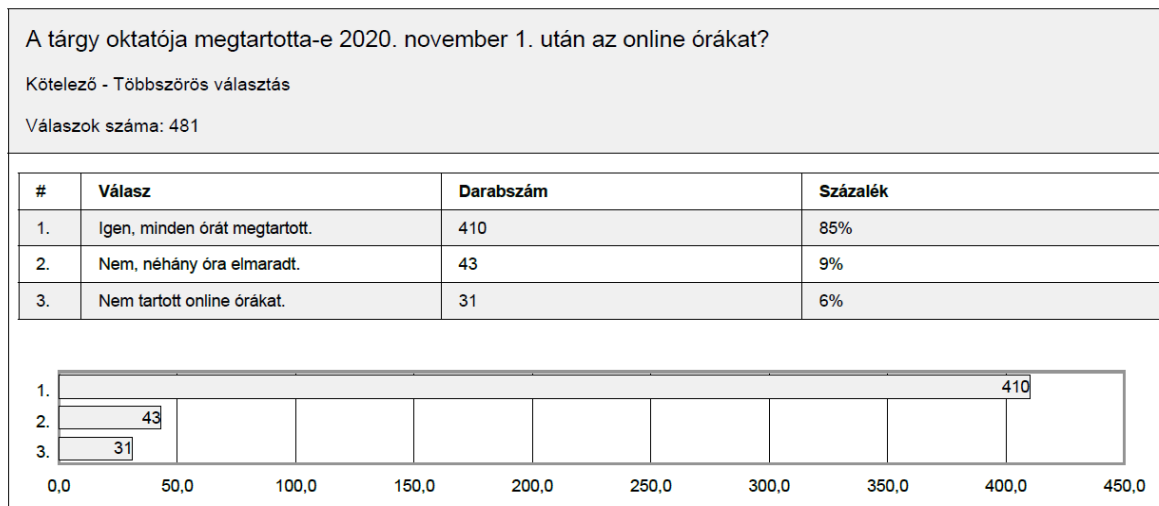 A tárgy oktatója megtartotta-e 2020. november 1. után az online órákat?
Kötelező - Többszörös választás
Válaszok száma: 481
# Válasz Darabszám Százalék
1. Igen, minden órát megtartott. 410 85%
2. Nem, néhány óra elmaradt. 43 9%
3. Nem tartott online órákat. 31 6%
1. 410
2. 43
3. 31
0,0 50,0 100,0 150,0 200,0 250,0 300,0 350,0 400,0 450,0